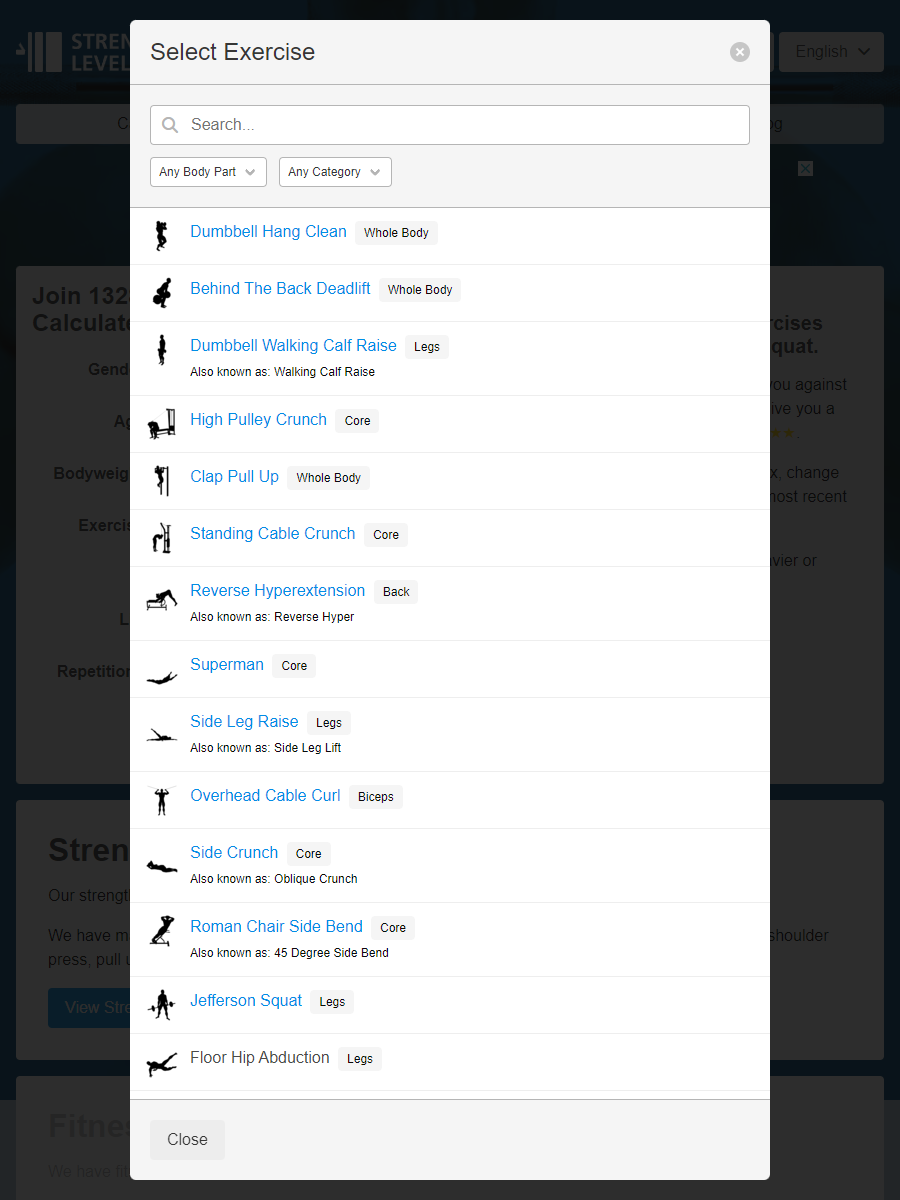 STREN
LEVEL
Select Exercise
English
Search...
Any Body Part
Any Category
Dumbbell Hang Clean Whole Body
Behind The Back Deadlift Whole Body
Join 132
Calculate
rcises
quat.
Dumbbell Walking Calf Raise Legs
Also known as: Walking Calf Raise
Gend
you against
ive you a
High Pulley Crunch Core
Ag
Clap Pull Up Whole Body
Bodyweig
x, change
nost recent
Exercis
Standing Cable Crunch Core
avier or
Reverse Hyperextension Back
Also known as: Reverse Hyper
L
Superman Core
Repetition
Side Leg Raise Legs
Also known as: Side Leg Lift
Overhead Cable Curl Biceps
Side Crunch Core
Also known as: Oblique Crunch
Stren
Our strengt
Roman Chair Side Bend Core
Also known as: 45 Degree Side Bend
We have m
shoulder
press, pull u
Jefferson Squat Legs
View Stre
Floor Hip Abduction Legs
Fitnes
We have fit
Close